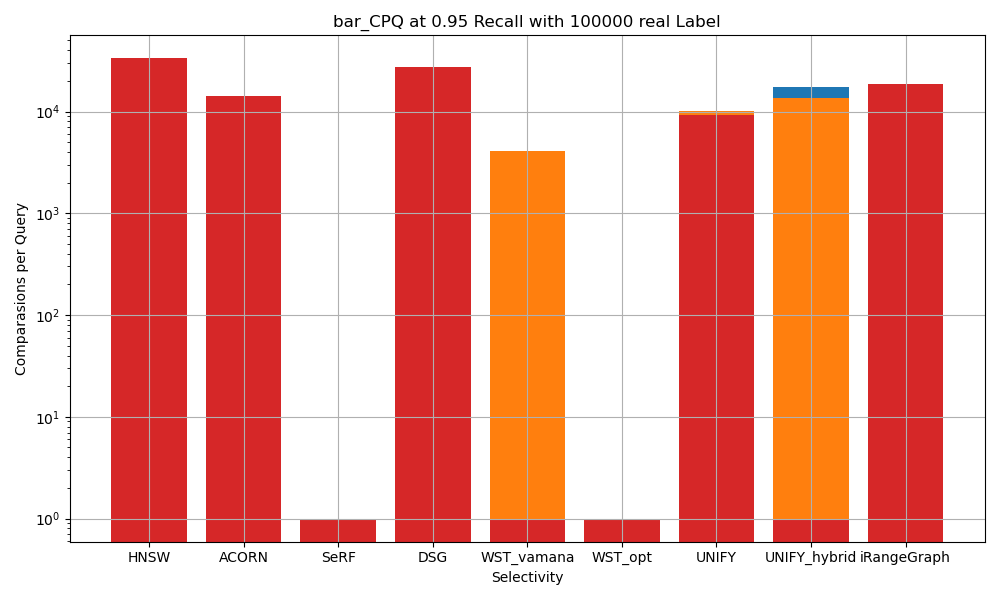 bar_CPQ at 0.95 Recall with 100000 real Label
Comparasions per Query
10^4
10^3
10^2
10^1
10^0
HNSW ACORN SeRF DSG WST_vamana WST_opt UNIFY UNIFY_hybrid iRangeGraph
Selectivity